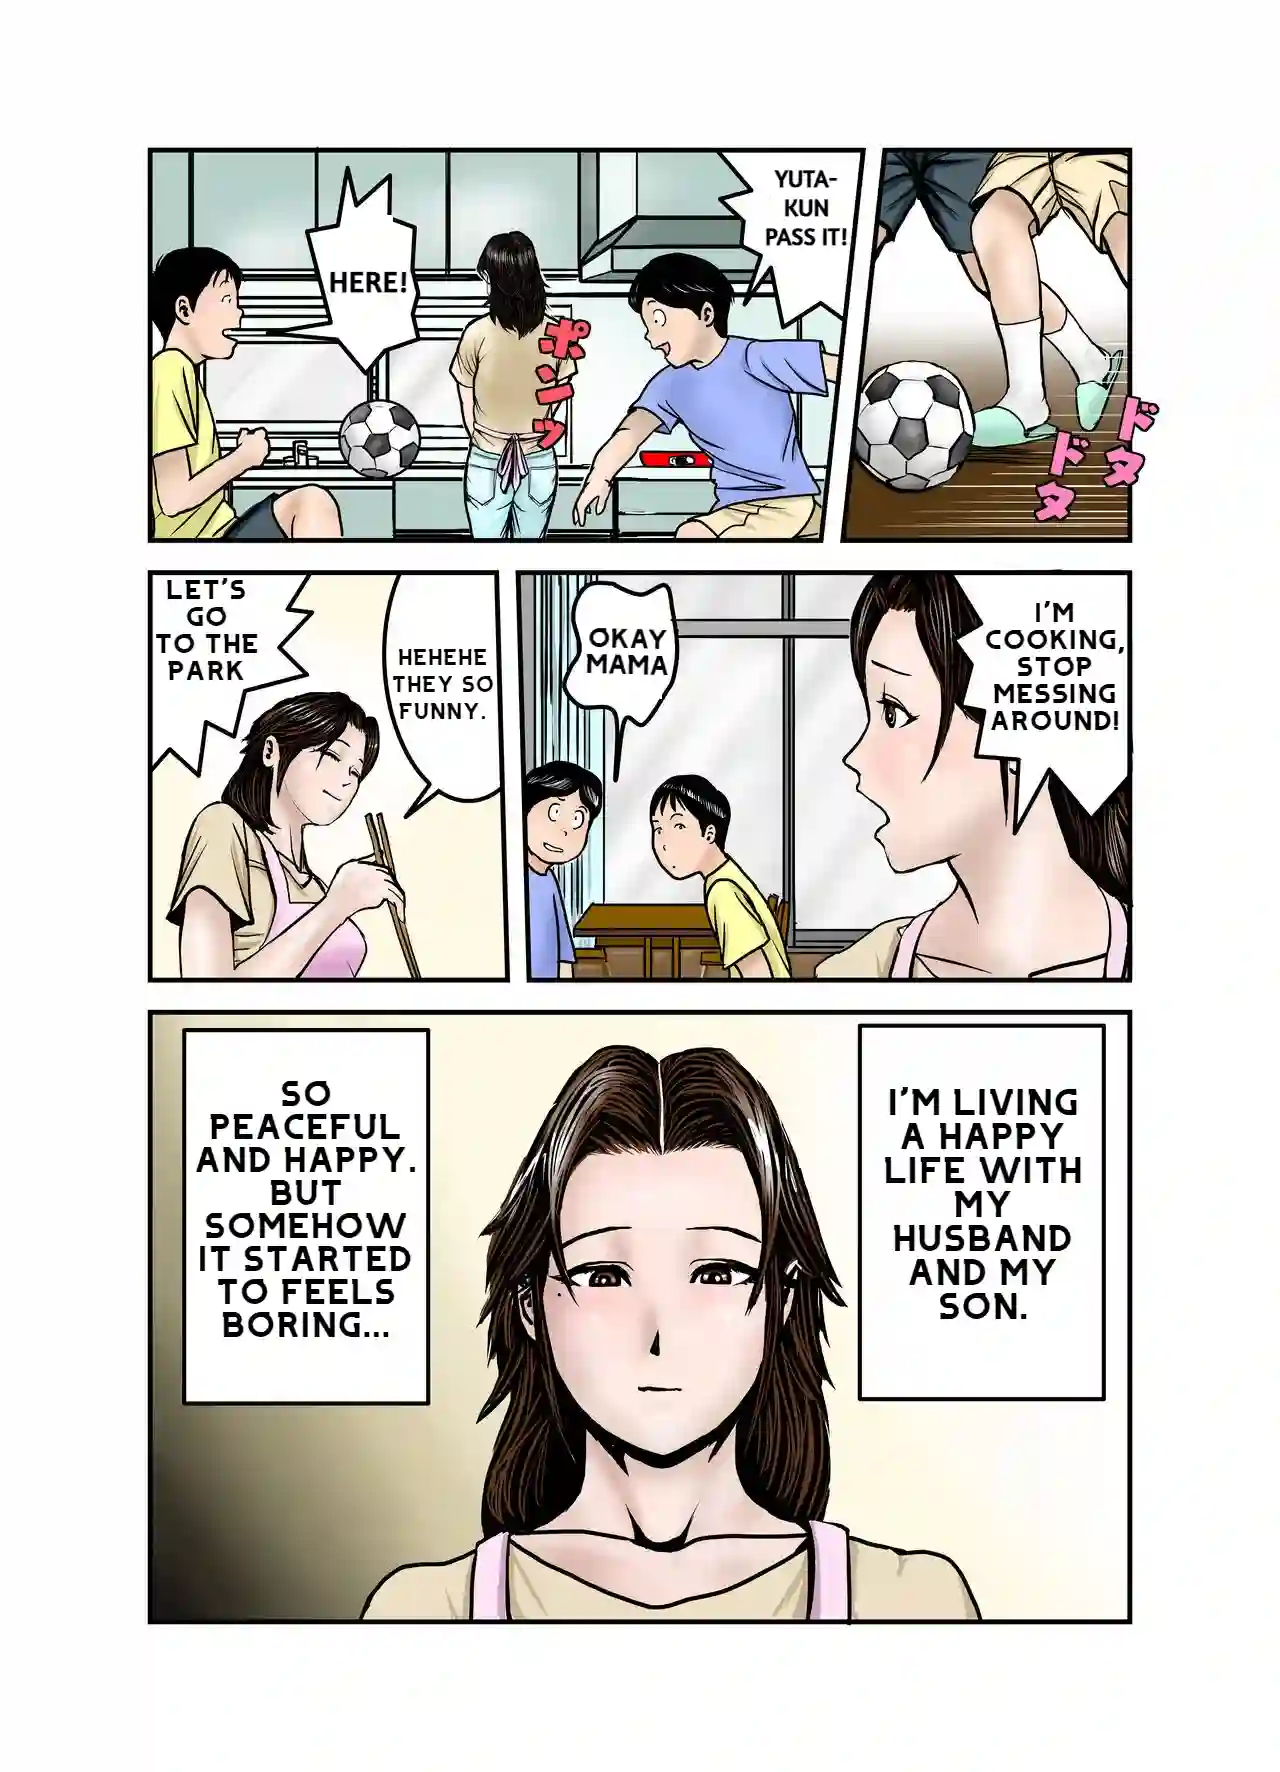 YUTA-
KUN
PASS IT!
HERE!
ポンッ
ドタ
ドタ
I'M
COOKING,
STOP
MESSING
AROUND!
OKAY
MAMA
HEHEHE
THEY SO
FUNNY.
LET'S
GO
TO THE
PARK
I'M LIVING
A HAPPY
LIFE WITH
MY
HUSBAND
AND MY
SON.
SO
PEACEFUL
AND HAPPY.
BUT
SOMEHOW
IT STARTED
TO FEELS
BORING...